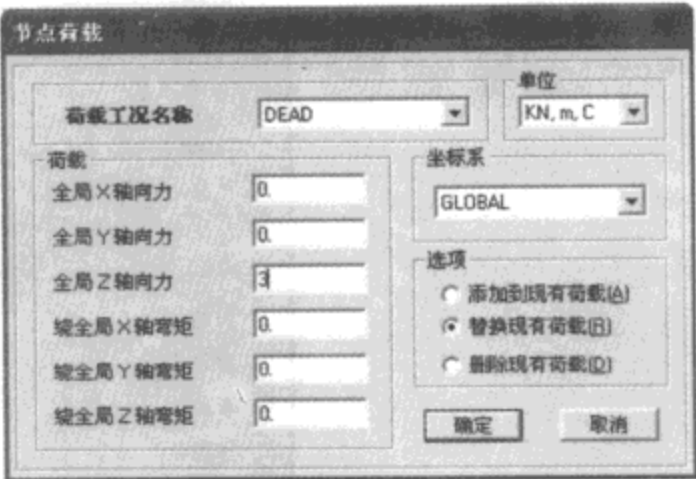 节点荷载
单位
荷载工况名称 DEAD KN, m, C
荷载
坐标系
全局X轴向力 0.
GLOBAL
全局Y轴向力 0.
选项
全局Z轴向力 3
添加到现有荷载(A)
绕全局X轴弯矩 0.
替换现有荷载(R)
绕全局Y轴弯矩 0.
删除现有荷载(D)
绕全局Z轴弯矩 0.
确定 取消